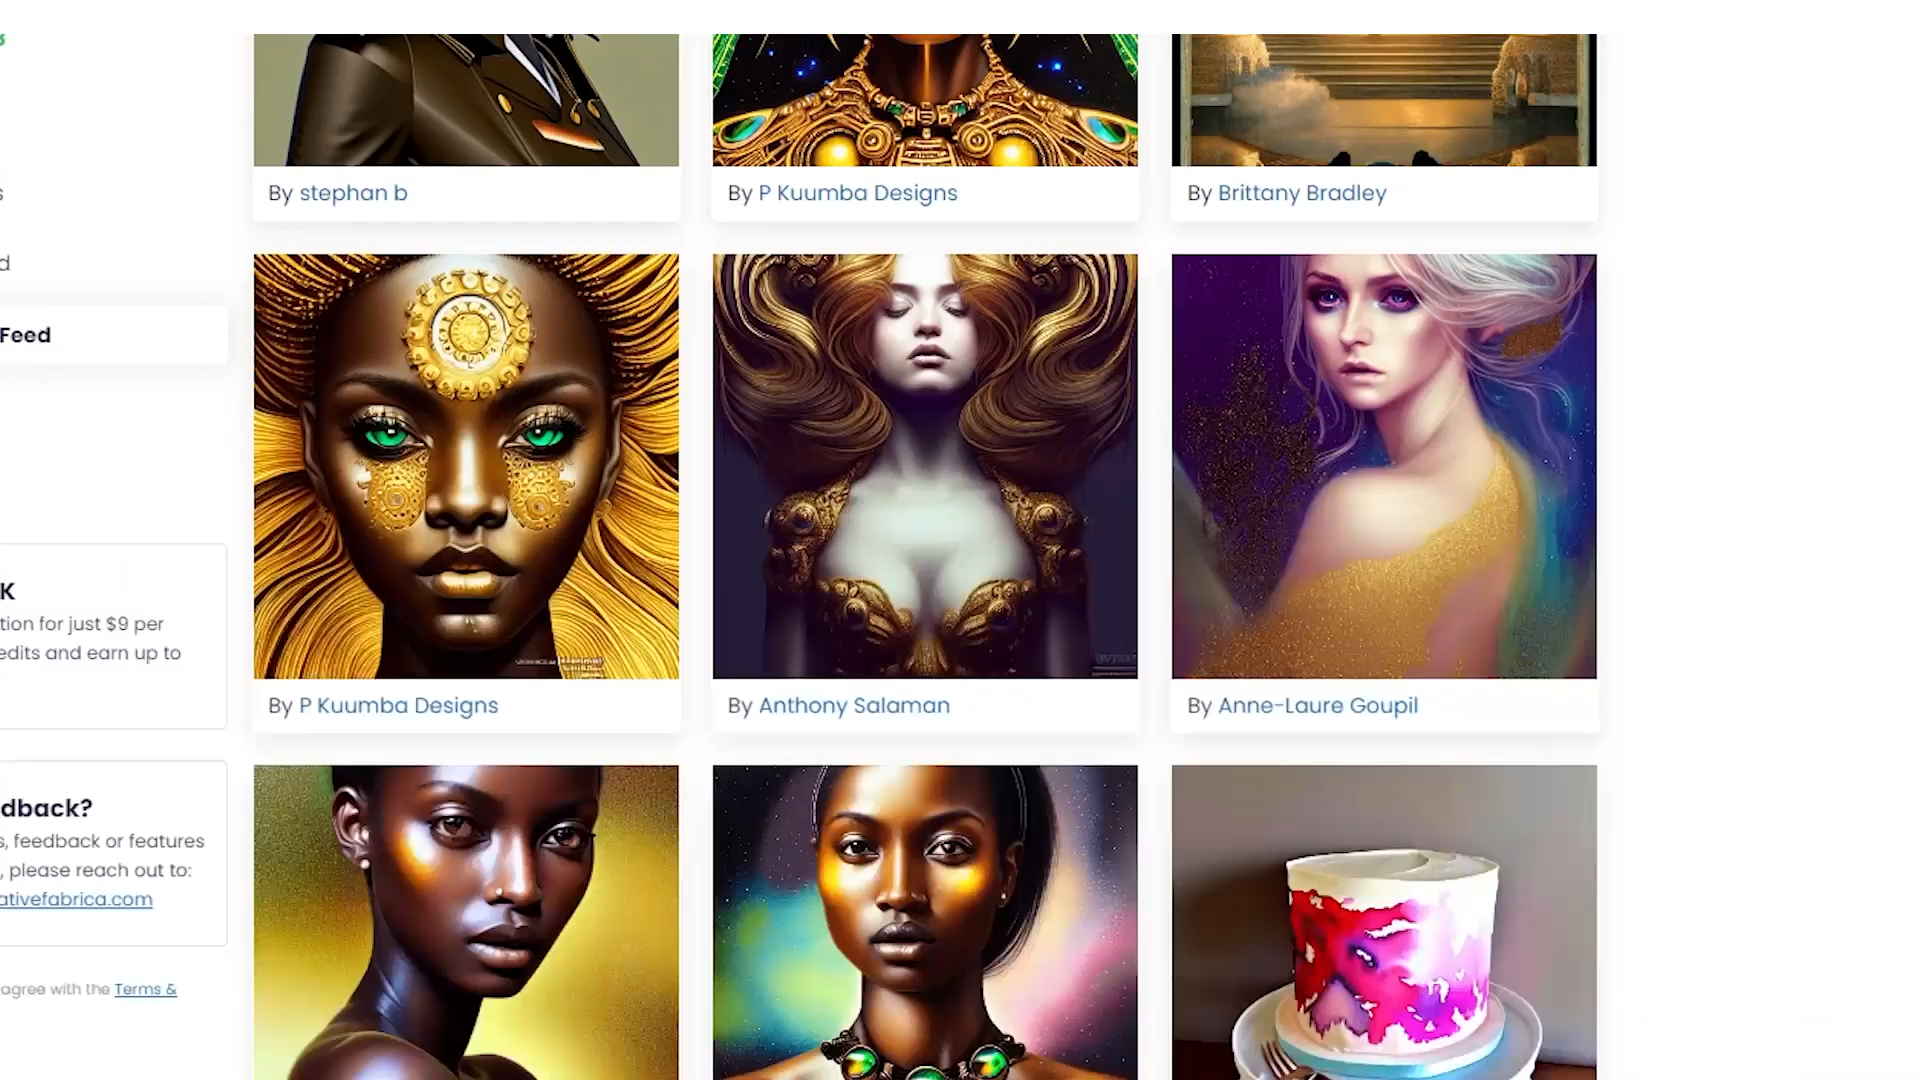 s
d
Feed
K
tion for just $9 per
edits and earn up to
dback?
s, feedback or features
, please reach out to:
ativefabrica.com
agree with the Terms &
By stephan b
By P Kuumba Designs
By Brittany Bradley
By P Kuumba Designs
By Anthony Salaman
By Anne-Laure Goupil